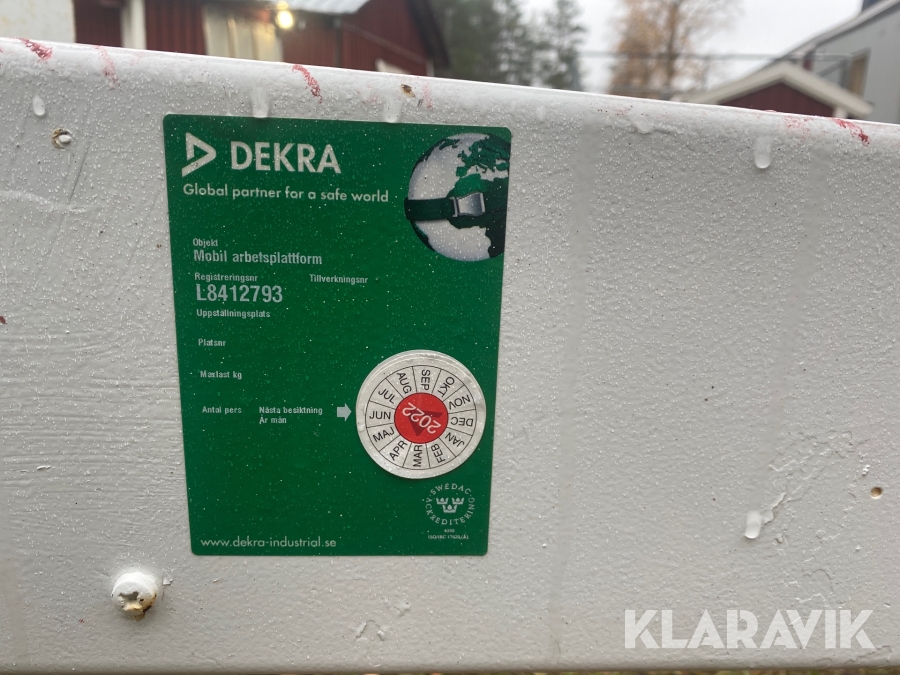 DEKRA
Global partner for a safe world
Objekt
Mobil arbetsplattform
Registreringsnr Tillverkningsnr
L8412793
Uppställningsplats
Platsnr
Maxlast kg
Antal pers Nästa besiktning
År mån
2022
JAN FEB MAR APR MAJ JUN JUL AUG SEP OKT NOV DEC
SWEDAC
ACKREDITERING
www.dekra-industrial.se
KLARAVIK